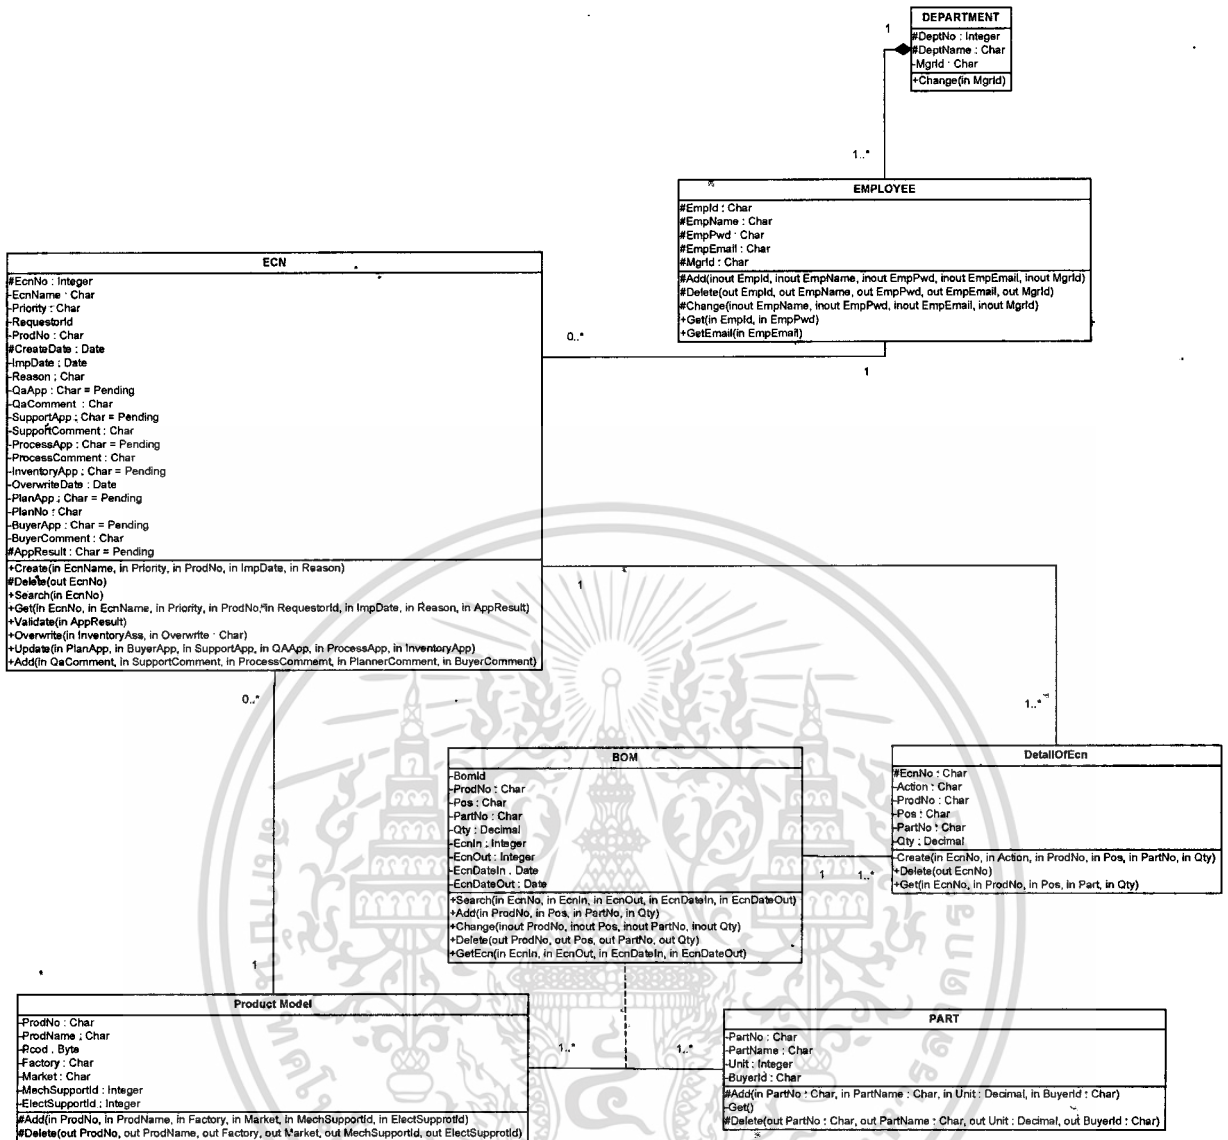 DEPARTMENT
#DeptNo : Integer
#DeptName : Char
-MgrId : Char
+Change(in MgrId)
1
1..*
EMPLOYEE
#EmpId : Char
#EmpName : Char
#EmpPwd : Char
#EmpEmail : Char
#MgrId : Char
#Add(inout EmpId, inout EmpName, inout EmpPwd, inout EmpEmail, inout MgrId)
#Delete(out EmpId, out EmpName, out EmpPwd, out EmpEmail, out MgrId)
#Change(inout EmpName, inout EmpPwd, inout EmpEmail, inout MgrId)
+Get(in EmpId, in EmpPwd)
+GetEmail(in EmpEmail)
0..*
1
ECN
#EcnNo : Integer
-EcnName : Char
-Priority : Char
-RequestorId
-ProdNo : Char
#CreateDate : Date
-ImpDate : Date
-Reason : Char
-QaApp : Char = Pending
-QaComment : Char
-SupportApp : Char = Pending
-SupportComment : Char
-ProcessApp : Char = Pending
-ProcessComment : Char
-InventoryApp : Char = Pending
-OverwriteDate : Date
-PlanApp : Char = Pending
-PlanNo : Char
-BuyerApp : Char = Pending
-BuyerComment : Char
#AppResult : Char = Pending
+Create(in EcnName, in Priority, in ProdNo, in ImpDate, in Reason)
#Delete(out EcnNo)
+Search(in EcnNo)
+Get(in EcnNo, in EcnName, in Priority, in ProdNo, in RequestorId, in ImpDate, in Reason, in AppResult)
+Validate(in AppResult)
+Overwrite(in InventoryAss, in Overwrite : Char)
+Update(in PlanApp, in BuyerApp, in SupportApp, in QAApp, in ProcessApp, in InventoryApp)
+Add(in QaComment, in SupportComment, in ProcessCommemt, in PlannerComment, in BuyerComment)
1
1..*
0..*
1
BOM
-BomId
-ProdNo : Char
-Pos : Char
-PartNo : Char
-Qty : Decimal
-EcnIn : Integer
-EcnOut : Integer
-EcnDateIn : Date
-EcnDateOut : Date
+Search(in EcnNo, in EcnIn, in EcnOut, in EcnDateIn, in EcnDateOut)
+Add(in ProdNo, in Pos, in PartNo, in Qty)
+Change(inout ProdNo, inout Pos, inout PartNo, inout Qty)
+Delete(out ProdNo, out Pos, out PartNo, out Qty)
+GetEcn(in EcnIn, in EcnOut, in EcnDateIn, in EcnDateOut)
1
1..*
DetailOfEcn
#EcnNo : Char
-Action : Char
-ProdNo : Char
-Pos : Char
-PartNo : Char
-Qty : Decimal
-Create(in EcnNo, in Action, in ProdNo, in Pos, in PartNo, in Qty)
+Delete(out EcnNo)
+Get(in EcnNo, in ProdNo, in Pos, in Part, in Qty)
Product Model
-ProdNo : Char
-ProdName : Char
-Pcod : Byte
-Factory : Char
-Market : Char
-MechSupportId : Integer
-ElectSupportId : Integer
#Add(in ProdNo, in ProdName, in Factory, in Market, in MechSupportId, in ElectSupprotId)
#Delete(out ProdNo, out ProdName, out Factory, out Market, out MechSupportId, out ElectSupprotId)
1..*
1..*
PART
-PartNo : Char
-PartName : Char
-Unit : Integer
-BuyerId : Char
#Add(in PartNo : Char, in PartName : Char, in Unit : Decimal, in BuyerId : Char)
-Get()
#Delete(out PartNo : Char, out PartName : Char, out Unit : Decimal, out BuyerId : Char)